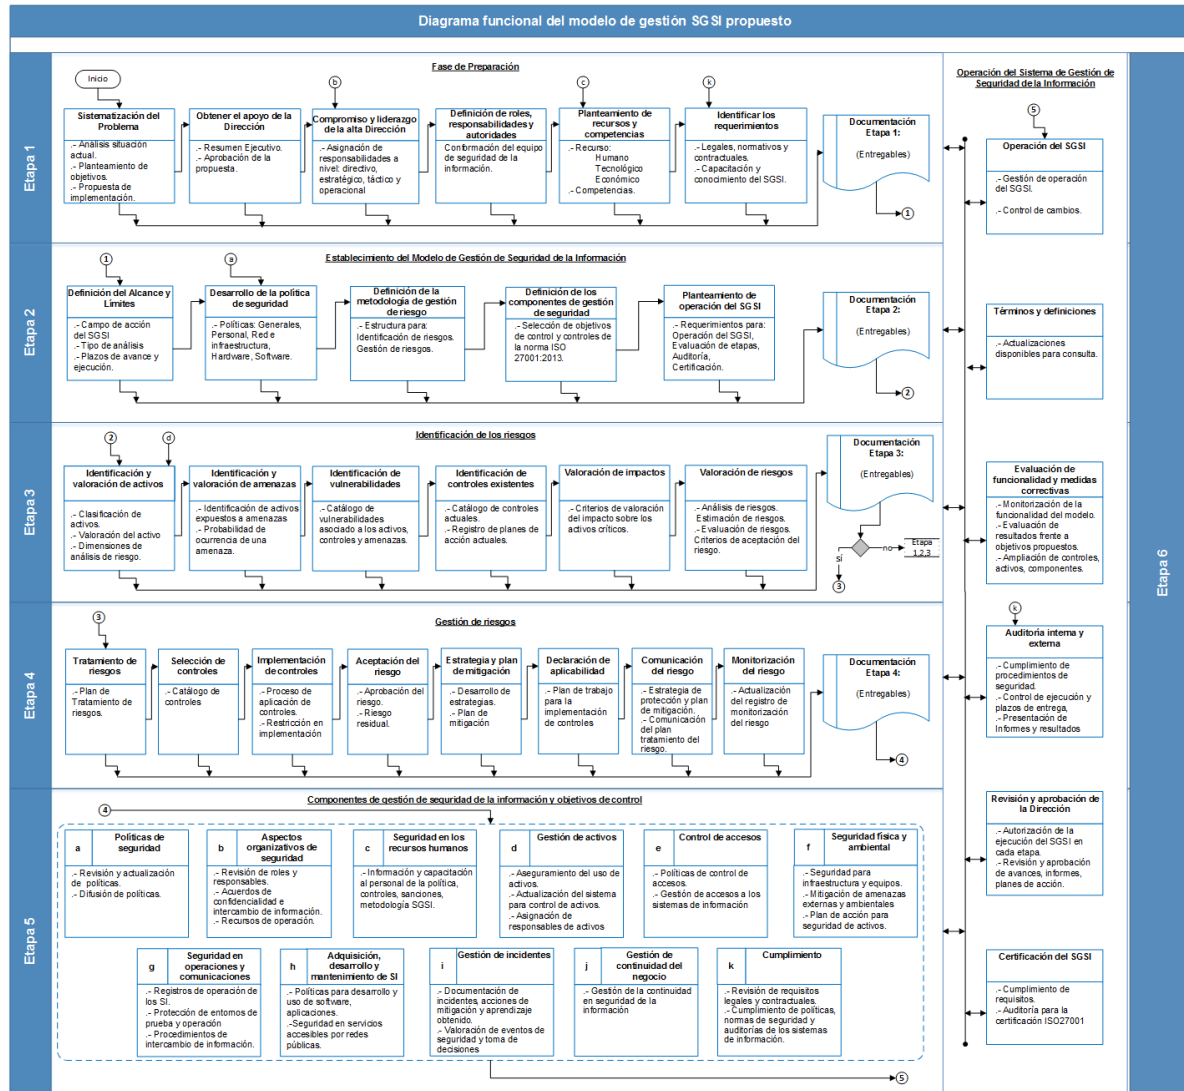 Diagrama funcional del modelo de gestión SGSI propuesto
Etapa 1
Fase de Preparación
Inicio
b
c
k
Sistematización del
Problema
.- Análisis situación
actual.
.- Planteamiento de
objetivos.
.- Propuesta de
implementación.
Obtener el apoyo de la
Dirección
.- Resumen Ejecutivo.
.- Aprobación de la
propuesta.
Compromiso y liderazgo
de la alta Dirección
.- Asignación de
responsabilidades a
nivel: directivo,
estratégico, táctico y
operacional
Definición de roles,
responsabilidades y
autoridades
Conformación del equipo
de seguridad de la
información.
Planteamiento de
recursos y
competencias
.- Recurso:
Humano
Tecnológico
Económico
.- Competencias.
Identificar los
requerimientos
.- Legales, normativos y
contractuales.
.- Capacitación y
conocimiento del SGSI.
Documentación
Etapa 1:
(Entregables)
1
Etapa 2
Establecimiento del Modelo de Gestión de Seguridad de la Información
1
a
Definición del Alcance y
Límites
.- Campo de acción
del SGSI
.- Tipo de análisis
.- Plazos de avance y
ejecución.
Desarrollo de la política
de seguridad
.- Políticas: Generales,
Personal, Red e
infraestructura,
Hardware, Software.
Definición de la
metodología de gestión
de riesgo
.- Estructura para:
Identificación de riesgos.
Gestión de riesgos.
Definición de los
componentes de gestión
de seguridad
.- Selección de objetivos
de control y controles de
la norma ISO
27001:2013.
Planteamiento de
operación del SGSI
.- Requerimientos para:
Operación del SGSI,
Evaluación de etapas,
Auditoría,
Certificación.
Documentación
Etapa 2:
(Entregables)
2
Etapa 3
Identificación de los riesgos
2
d
Identificación y
valoración de activos
.- Clasificación de
activos.
.- Valoración del activo
.- Dimensiones de
análisis de riesgo.
Identificación y
valoración de amenazas
.- Identificación de activos
expuestos a amenazas
.- Probabilidad de
ocurrencia de una
amenaza.
Identificación de
vulnerabilidades
.- Catálogo de
vulnerabilidades
asociado a los activos,
controles y amenazas.
Identificación de
controles existentes
.- Catálogo de controles
actuales.
.- Registro de planes de
acción actuales.
Valoración de impactos
.- Criterios de valoración
del impacto sobre los
activos críticos.
Valoración de riesgos
.- Análisis de riesgos.
Estimación de riesgos.
.- Evaluación de riesgos.
Criterios de aceptación del
riesgo.
Documentación
Etapa 3:
(Entregables)
sí
no
Etapa
1,2,3
3
Etapa 4
Gestión de riesgos
3
Tratamiento de
riesgos
.- Plan de
Tratamiento de
riesgos.
Selección de
controles
.- Catálogo de
controles
Implementación
de controles
.- Proceso de
aplicación de
controles.
.- Restricción en
implementación
Aceptación del
riesgo
.- Aprobación del
riesgo.
.- Riesgo
residual.
Estrategia y plan
de mitigación
.- Desarrollo de
estrategias.
.- Plan de
mitigación
Declaración de
aplicabilidad
.- Plan de trabajo
para la
implementación
de controles
Comunicación
del riesgo
.- Estrategia de
protección y plan
de mitigación.
.- Comunicación
del plan
tratamiento del
riesgo.
Monitorización
del riesgo
.- Actualización
del registro de
monitorización
del riesgo
Documentación
Etapa 4:
(Entregables)
4
Etapa 5
Componentes de gestión de seguridad de la información y objetivos de control
4
a
Políticas de
seguridad
.- Revisión y actualización
de políticas.
.- Difusión de políticas.
b
Aspectos
organizativos de
seguridad
.- Revisión de roles y
responsables.
.- Acuerdos de
confidencialidad e
intercambio de información.
.- Recursos de operación.
c
Seguridad en los
recursos humanos
.- Información y capacitación
al personal de la política,
controles, sanciones,
metodología SGSI.
d
Gestión de activos
.- Aseguramiento del uso de
activos.
.- Actualización del sistema
para control de activos.
.- Asignación de
responsables de activos
e
Control de accesos
.- Políticas de control de
accesos.
.- Gestión de accesos a los
sistemas de información
f
Seguridad física y
ambiental
.- Seguridad para
infraestructura y equipos.
.- Mitigación de amenazas
externas y ambientales
.- Plan de acción para
seguridad de activos.
g
Seguridad en
operaciones y
comunicaciones
.- Registros de operación de
los SI.
.- Protección de entornos de
prueba y operación
.- Procedimientos de
intercambio de información.
h
Adquisición,
desarrollo y
mantenimiento de SI
.- Políticas para desarrollo y
uso de software,
aplicaciones.
.-Seguridad en servicios
accesibles por redes
públicas.
i
Gestión de incidentes
.- Documentación de
incidentes, acciones de
mitigación y aprendizaje
obtenido.
.- Valoración de eventos de
seguridad y toma de
decisiones
j
Gestión de
continuidad del
negocio
.- Gestión de la continuidad
en seguridad de la
información
k
Cumplimiento
.- Revisión de requisitos
legales y contractuales.
.- Cumplimiento de políticas,
normas de seguridad y
auditorías de los sistemas
de información.
5
Etapa 6
Operación del Sistema de Gestión de
Seguridad de la Información
5
Operación del SGSI
.- Gestión de operación
del SGSI.
.- Control de cambios.
Términos y definiciones
.- Actualizaciones
disponibles para consulta.
Evaluación de
funcionalidad y medidas
correctivas
.- Monitorización de la
funcionalidad del modelo.
.- Evaluación de
resultados frente a
objetivos propuestos.
.- Ampliación de controles,
activos, componentes.
k
Auditoría interna y
externa
.- Cumplimiento de
procedimientos de
seguridad.
.- Control de ejecución y
plazos de entrega,
.- Presentación de
Informes y resultados
Revisión y aprobación de
la Dirección
.- Autorización de la
ejecución del SGSI en
cada etapa.
.- Revisión y aprobación
de avances, informes,
planes de acción.
Certificación del SGSI
.- Cumplimiento de
requisitos.
.- Auditoría para la
certificación ISO27001